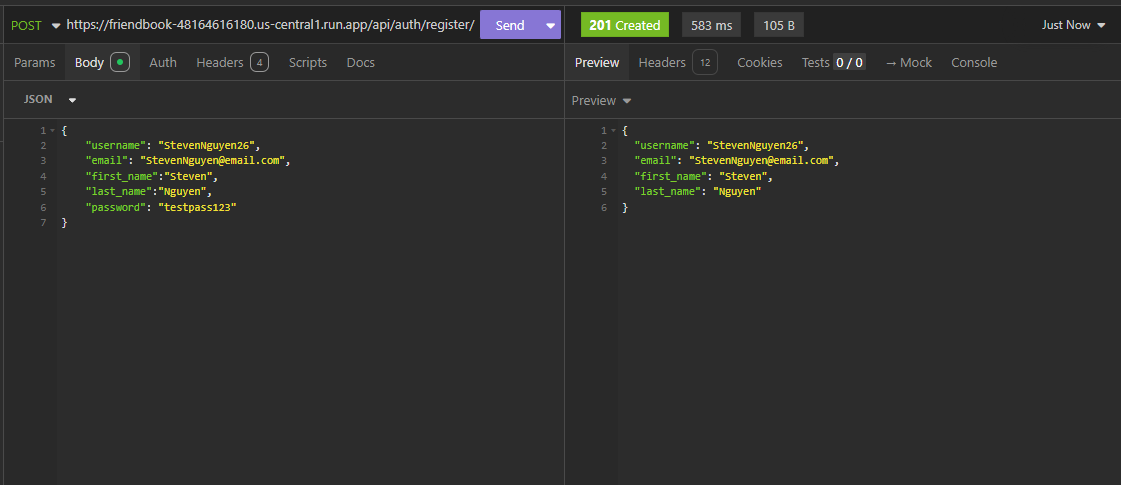 POST https://friendbook-48164616180.us-central1.run.app/api/auth/register/ Send 201 Created 583 ms 105 B Just Now
Params Body Auth Headers 4 Scripts Docs
Preview Headers 12 Cookies Tests 0 / 0 → Mock Console
JSON
Preview
1 {
2 "username": "StevenNguyen26",
3 "email": "StevenNguyen@email.com",
4 "first_name":"Steven",
5 "last_name":"Nguyen",
6 "password": "testpass123"
7 }
1 {
2 "username": "StevenNguyen26",
3 "email": "StevenNguyen@email.com",
4 "first_name": "Steven",
5 "last_name": "Nguyen"
6 }